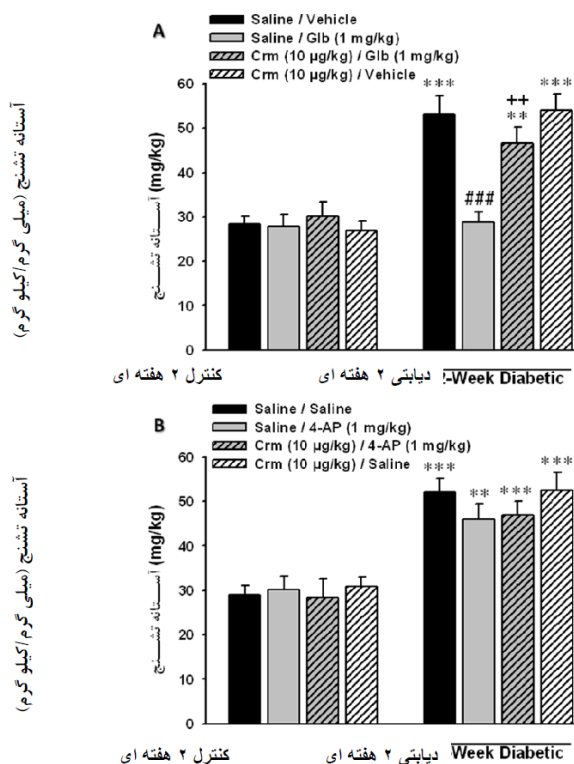 A
Saline / Vehicle
Saline / Glb (1 mg/kg)
Crm (10 µg/kg) / Glb (1 mg/kg)
Crm (10 µg/kg) / Vehicle
آستانه تشنج (میلی گرم/کیلو گرم)
آستانه تشنج (mg/kg)
60
50
40
30
20
10
0
***
###
++
**
***
کنترل ۲ هفته ای
دیابتی ۲ هفته ای
2-Week Diabetic
B
Saline / Saline
Saline / 4-AP (1 mg/kg)
Crm (10 µg/kg) / 4-AP (1 mg/kg)
Crm (10 µg/kg) / Saline
آستانه تشنج (میلی گرم/کیلو گرم)
آستانه تشنج (mg/kg)
60
50
40
30
20
10
0
***
**
***
***
کنترل ۲ هفته ای
دیابتی ۲ هفته ای
Week Diabetic